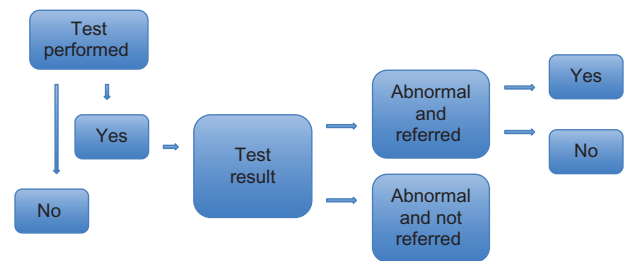 Test
performed
Yes
No
Test
result
Abnormal
and
referred
Abnormal
and not
referred
Yes
No